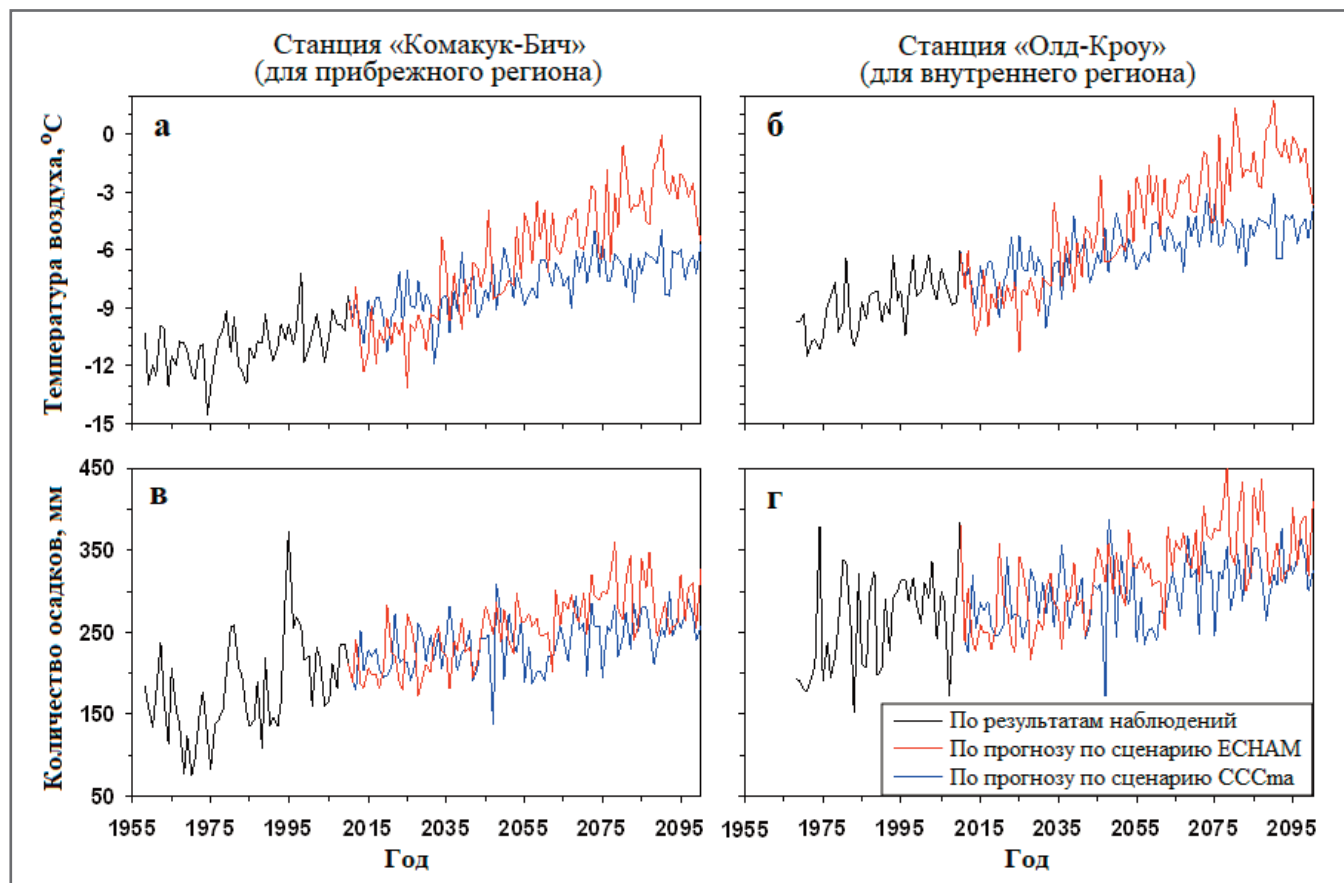 Станция «Комакук-Бич»
(для прибрежного региона)
Станция «Олд-Кроу»
(для внутреннего региона)
Температура воздуха, °С
а
б
0
-3
-6
-9
-12
-15
Количество осадков, мм
в
г
450
350
250
150
50
По результатам наблюдений
По прогнозу по сценарию ECHAM
По прогнозу по сценарию CCCma
1955 1975 1995 2015 2035 2055 2075 2095
1955 1975 1995 2015 2035 2055 2075 2095
Год
Год